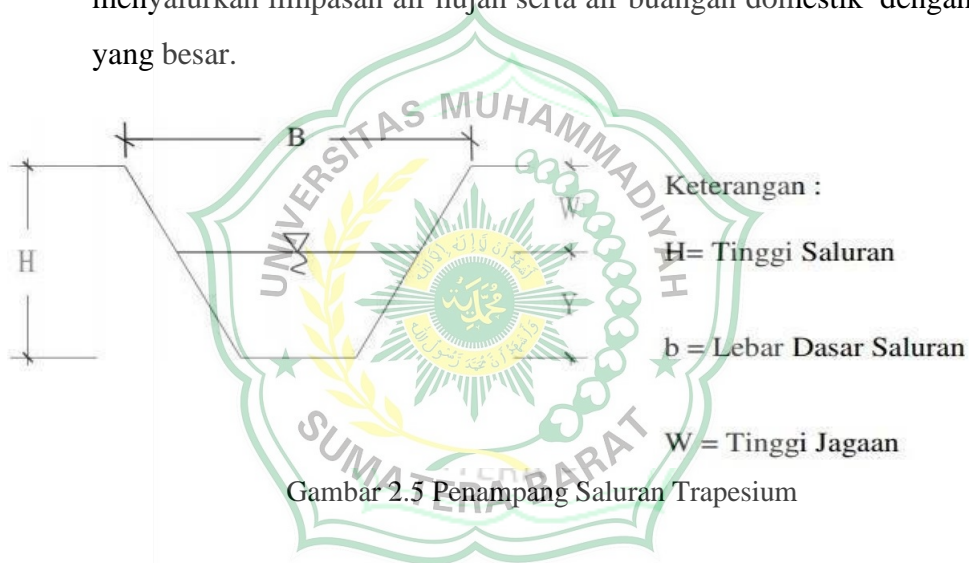 menyalurkan limpasan air hujan serta air buangan domestik dengan
yang besar.
B
W
H
Y
Keterangan :
H= Tinggi Saluran
b = Lebar Dasar Saluran
W = Tinggi Jagaan
Gambar 2.5 Penampang Saluran Trapesium
UNIVERSITAS MUHAMMADIYAH
SUMATERA BARAT